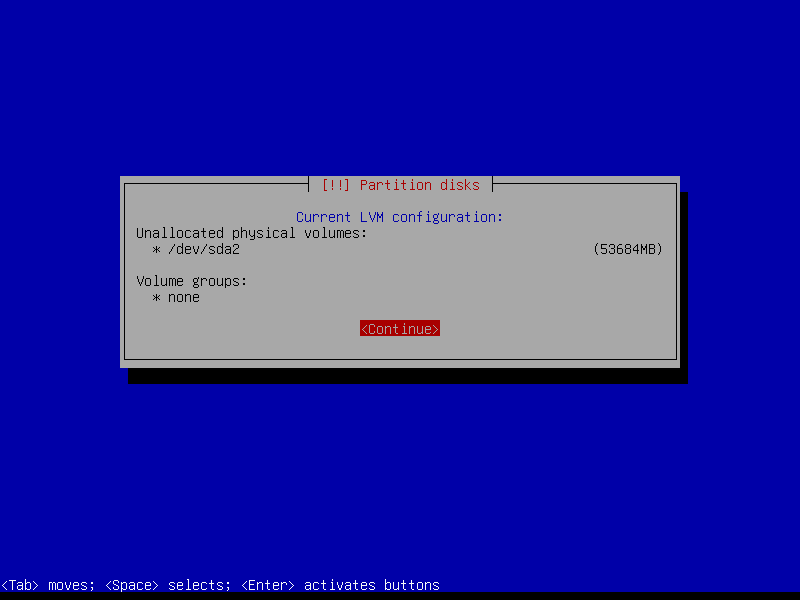 [!!] Partition disks
Current LVM configuration:
Unallocated physical volumes:
* /dev/sda2 (53684MB)
Volume groups:
* none
<Continue>
<Tab> moves; <Space> selects; <Enter> activates buttons